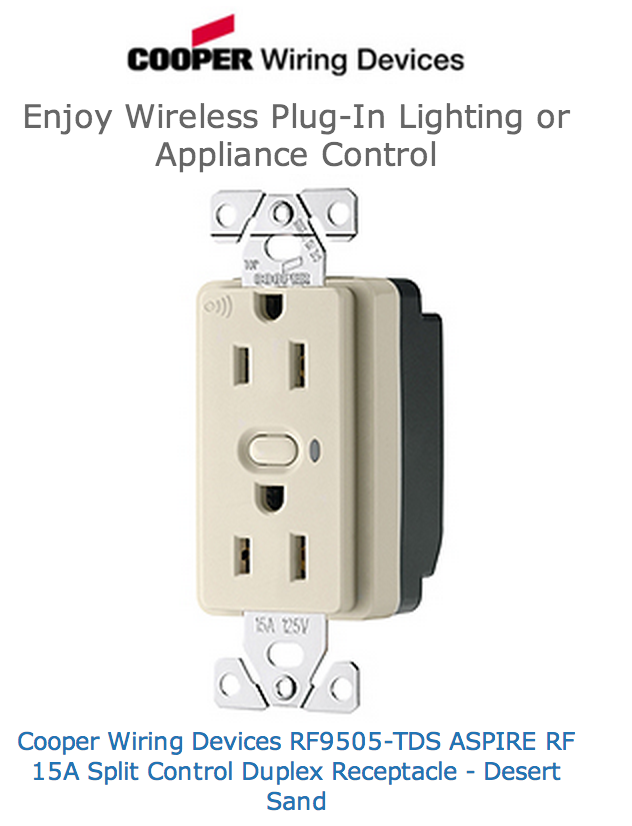 COOPER Wiring Devices
Enjoy Wireless Plug-In Lighting or
Appliance Control
COOPER
15A 125V
Cooper Wiring Devices RF9505-TDS ASPIRE RF
15A Split Control Duplex Receptacle - Desert
Sand